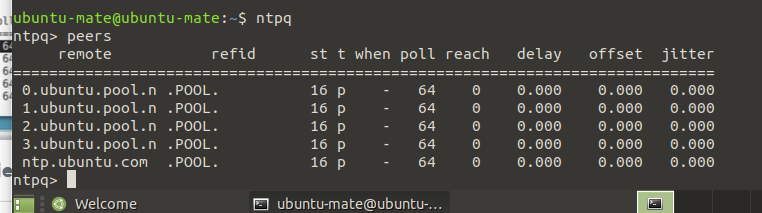 ubuntu-mate@ubuntu-mate:~$ ntpq
ntpq> peers
     remote           refid      st t when poll reach   delay   offset  jitter
==============================================================================
 0.ubuntu.pool.n .POOL.          16 p    -   64    0    0.000    0.000   0.000
 1.ubuntu.pool.n .POOL.          16 p    -   64    0    0.000    0.000   0.000
 2.ubuntu.pool.n .POOL.          16 p    -   64    0    0.000    0.000   0.000
 3.ubuntu.pool.n .POOL.          16 p    -   64    0    0.000    0.000   0.000
 ntp.ubuntu.com  .POOL.          16 p    -   64    0    0.000    0.000   0.000
ntpq>
Welcome
ubuntu-mate@ubuntu-...